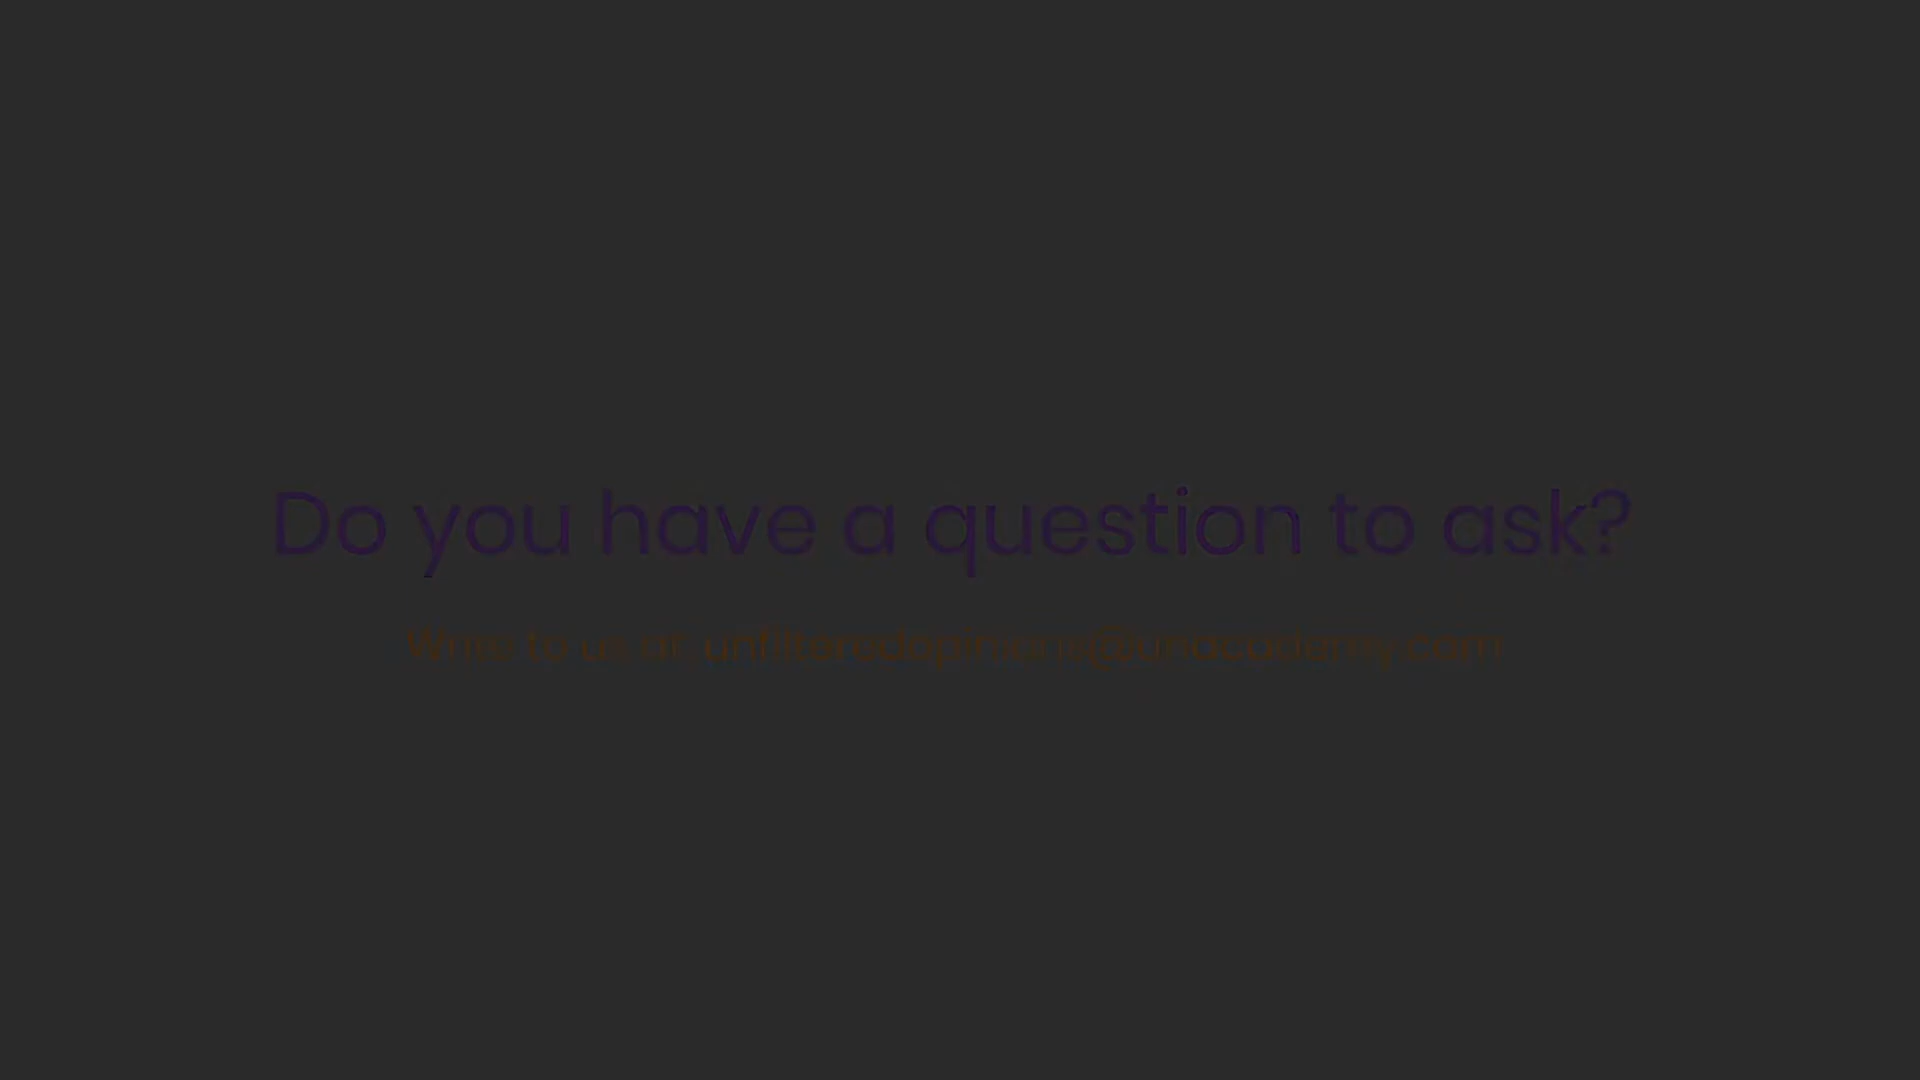 Do you have a question to ask?
Write to us at: unfilteredopinions@unacademy.com